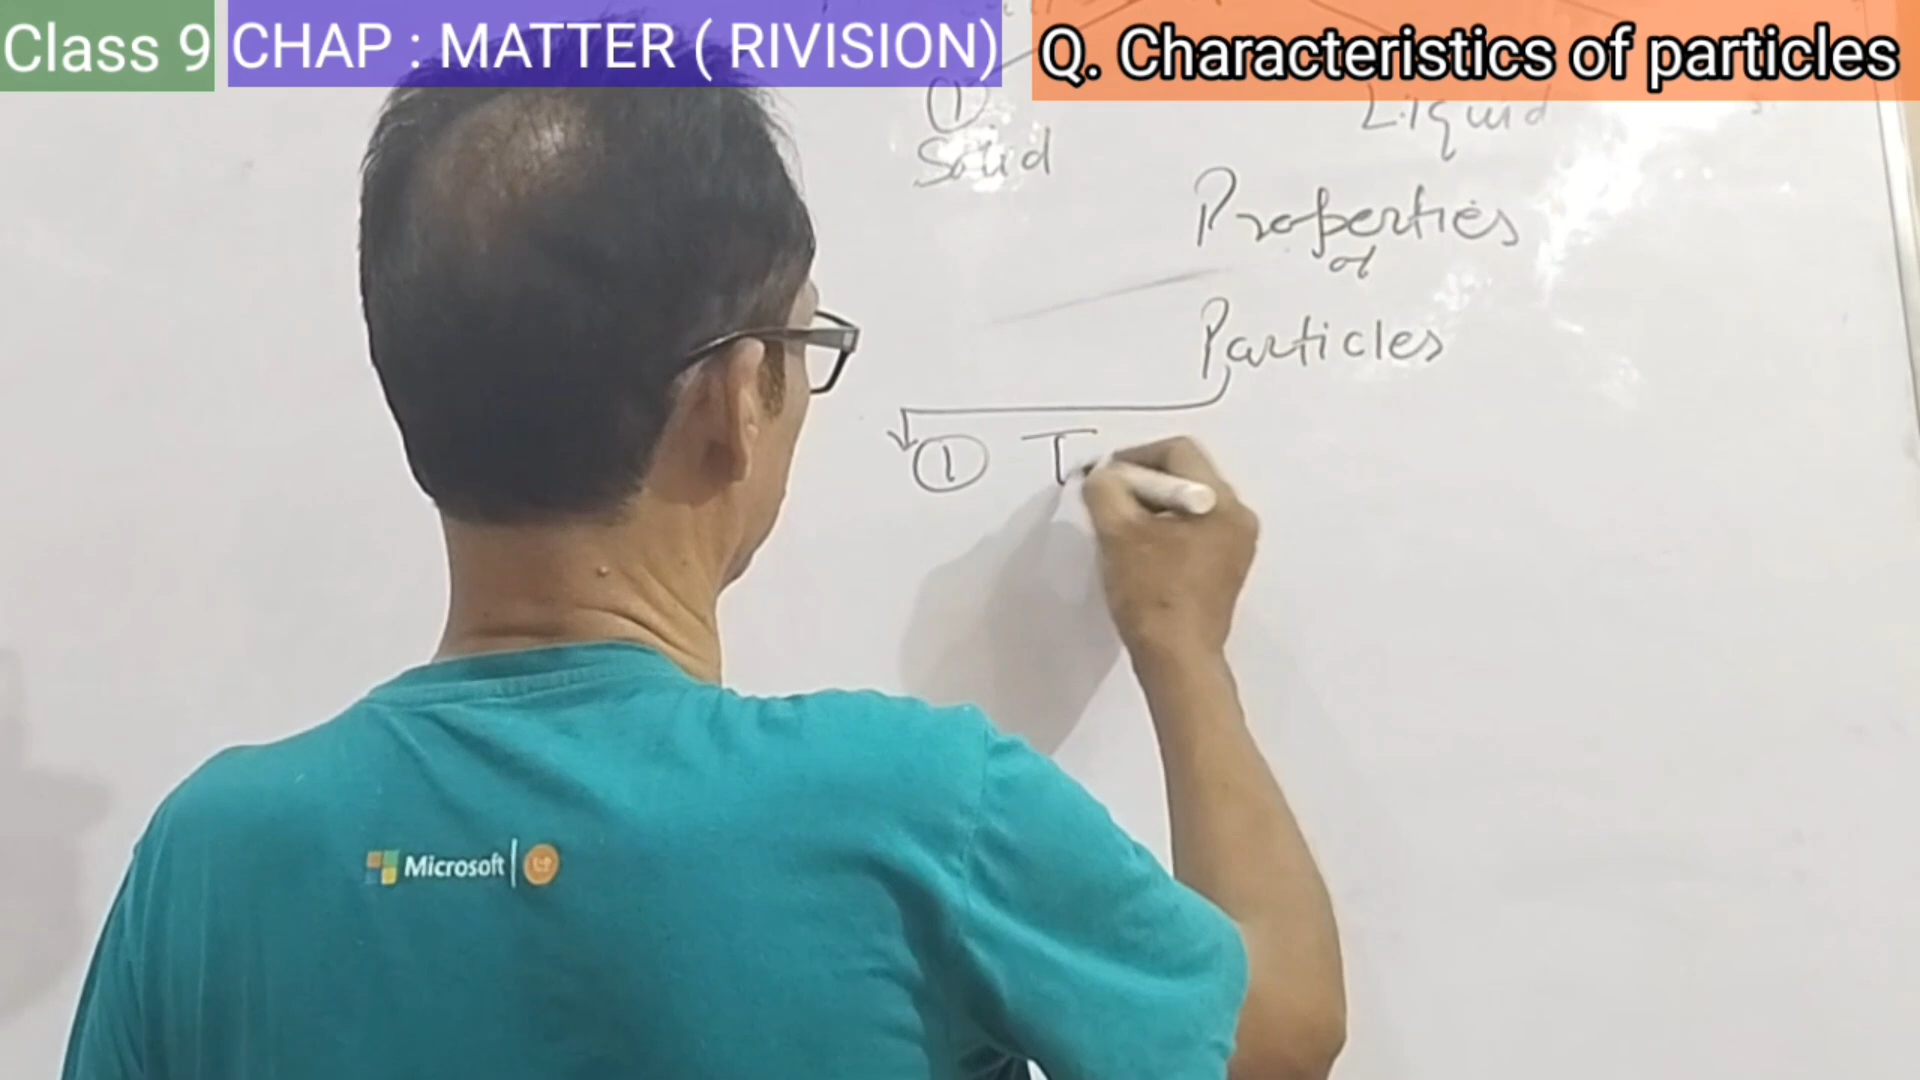 Class 9 CHAP : MATTER ( RIVISION) Q. Characteristics of particles
① Liquid
Solid
Properties
of
Particles
① T
Microsoft